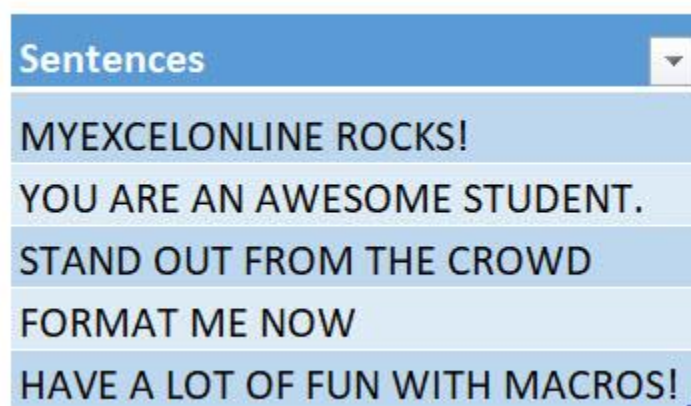 Sentences
MYEXCELONLINE ROCKS!
YOU ARE AN AWESOME STUDENT.
STAND OUT FROM THE CROWD
FORMAT ME NOW
HAVE A LOT OF FUN WITH MACROS!